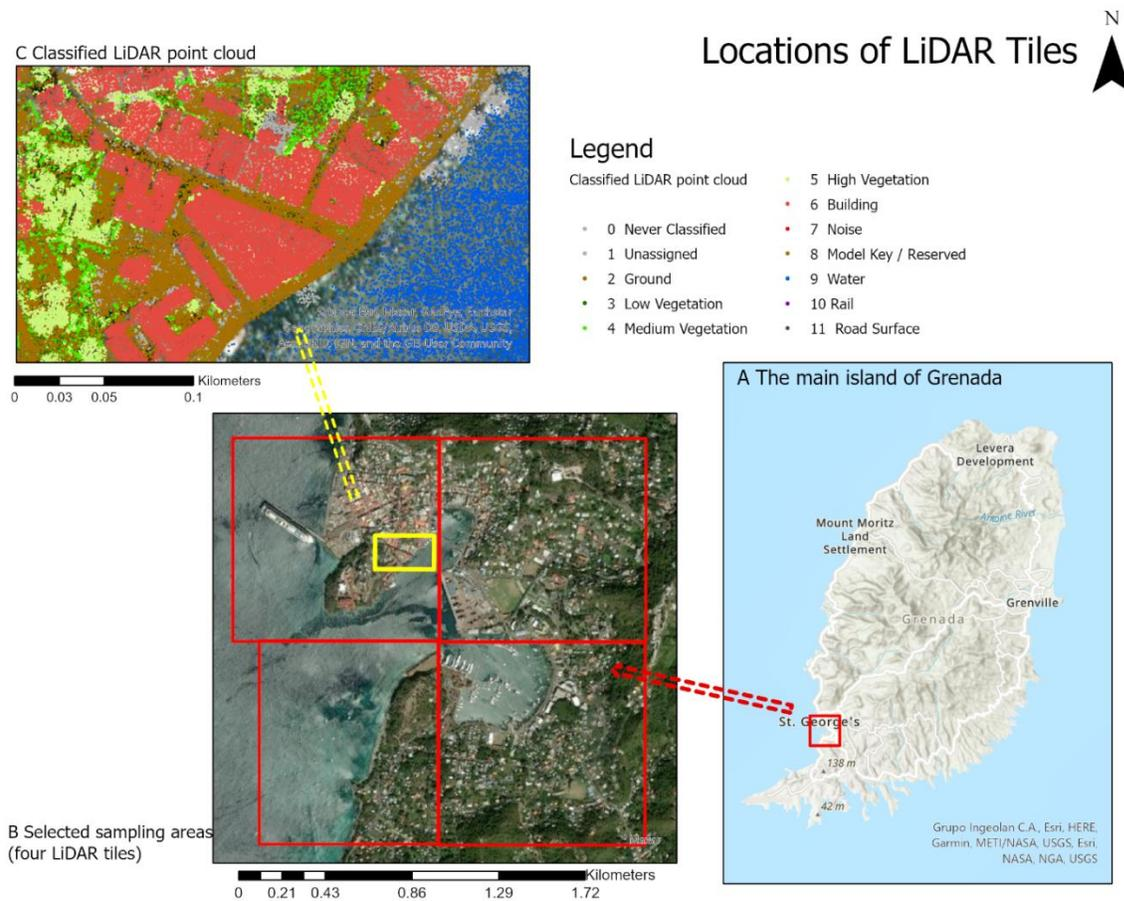 N
Locations of LiDAR Tiles
C Classified LiDAR point cloud
Community
Kilometers
0 0.03 0.05 0.1
Legend
Classified LiDAR point cloud
0 Never Classified
1 Unassigned
2 Ground
3 Low Vegetation
4 Medium Vegetation
5 High Vegetation
6 Building
7 Noise
8 Model Key / Reserved
9 Water
10 Rail
11 Road Surface
A The main island of Grenada
Levera
Development
Antoine River
Mount Moritz
Land
Settlement
Grenville
Grenada
St. George's
138 m
42 m
Grupo Ingeolan C.A., Esri, HERE,
Garmin, METI/NASA, USGS, Esri,
NASA, NGA, USGS
B Selected sampling areas
(four LiDAR tiles)
Maxar
Kilometers
0 0.21 0.43 0.86 1.29 1.72